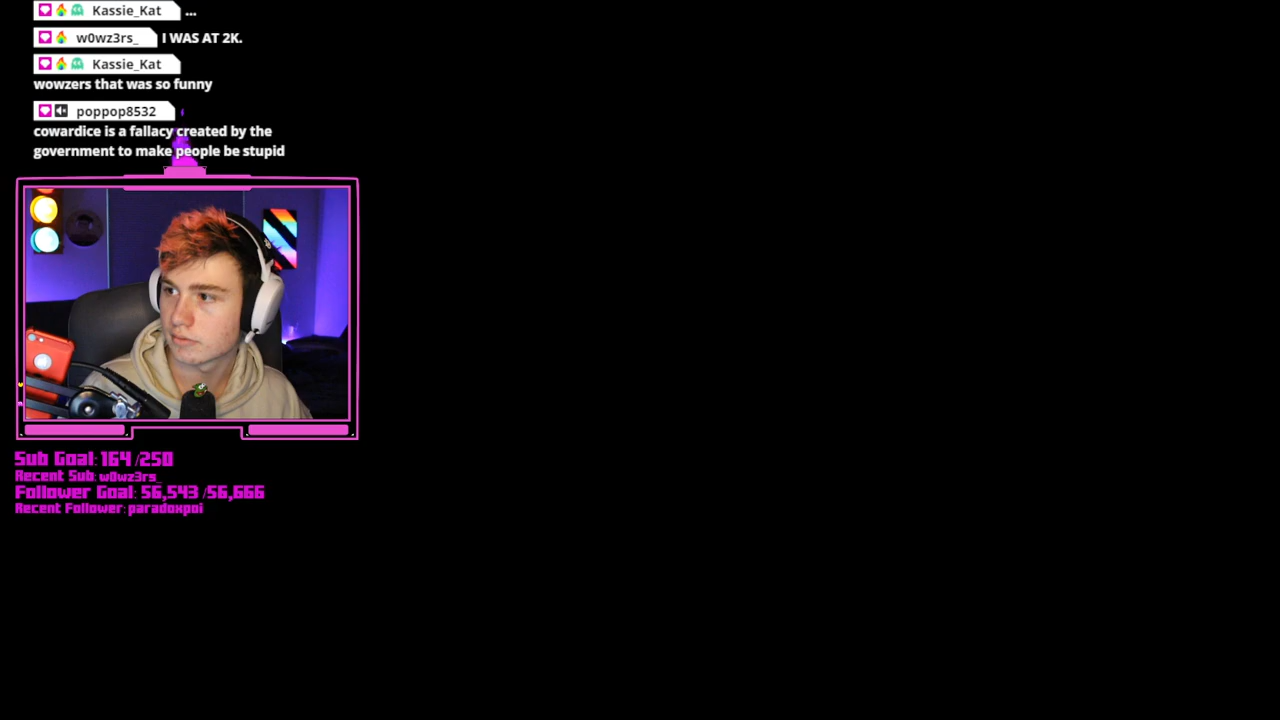 Kassie_Kat ...
w0wz3rs_ I WAS AT 2K.
Kassie_Kat
wowzers that was so funny
poppop8532
cowardice is a fallacy created by the
government to make people be stupid
Sub Goal: 164 /250
Recent Sub: w0wz3rs_
Follower Goal: 56,543 /56,666
Recent Follower: paradoxpoi